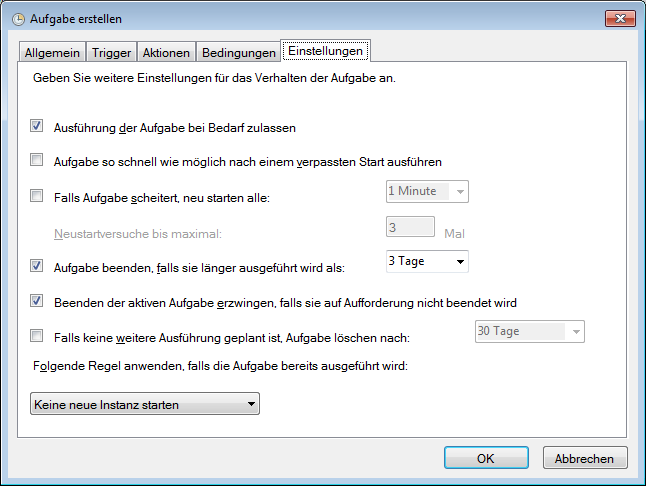 Aufgabe erstellen
Allgemein Trigger Aktionen Bedingungen Einstellungen
Geben Sie weitere Einstellungen für das Verhalten der Aufgabe an.
Ausführung der Aufgabe bei Bedarf zulassen
Aufgabe so schnell wie möglich nach einem verpassten Start ausführen
Falls Aufgabe scheitert, neu starten alle: 1 Minute
Neustartversuche bis maximal: 3 Mal
Aufgabe beenden, falls sie länger ausgeführt wird als: 3 Tage
Beenden der aktiven Aufgabe erzwingen, falls sie auf Aufforderung nicht beendet wird
Falls keine weitere Ausführung geplant ist, Aufgabe löschen nach: 30 Tage
Folgende Regel anwenden, falls die Aufgabe bereits ausgeführt wird:
Keine neue Instanz starten
OK Abbrechen